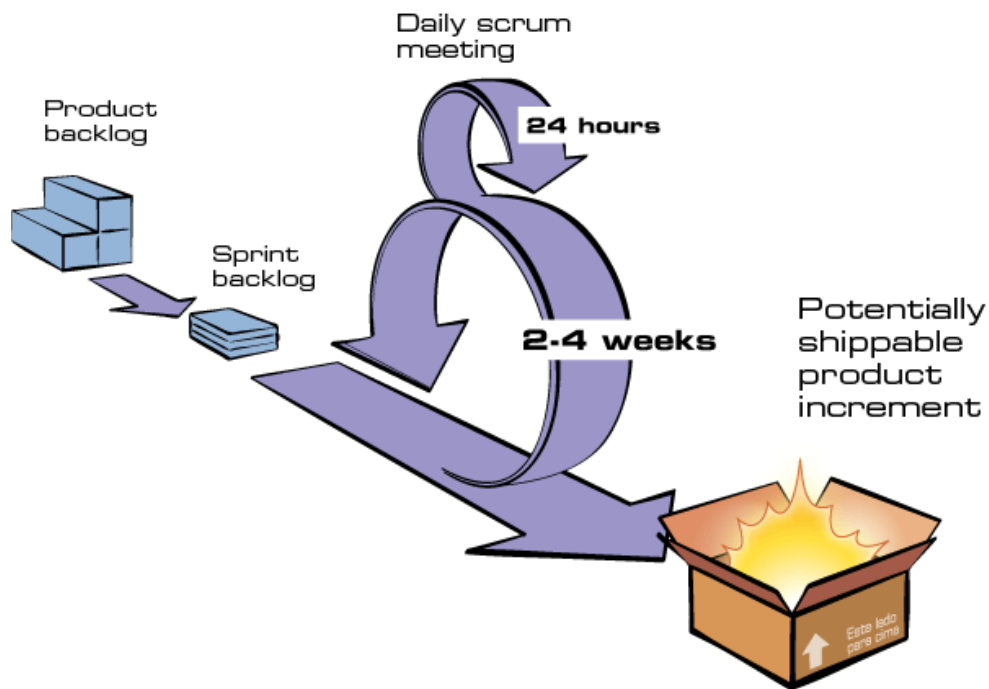 Daily scrum
meeting
24 hours
Product
backlog
Sprint
backlog
2-4 weeks
Potentially
shippable
product
increment
Este lado
para cima